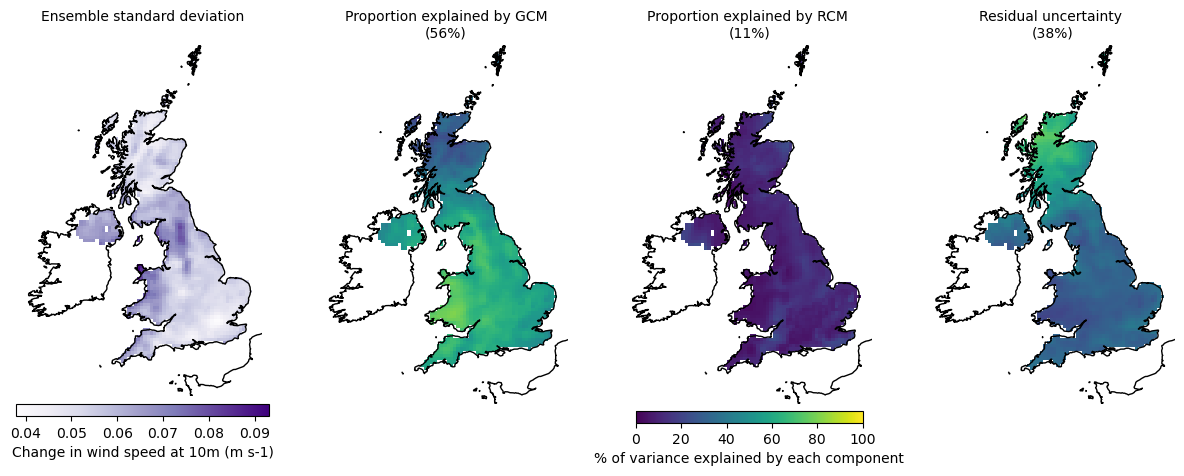 Ensemble standard deviation
Proportion explained by GCM
(56%)
Proportion explained by RCM
(11%)
Residual uncertainty
(38%)
0.04 0.05 0.06 0.07 0.08 0.09
Change in wind speed at 10m (m s-1)
0 20 40 60 80 100
% of variance explained by each component